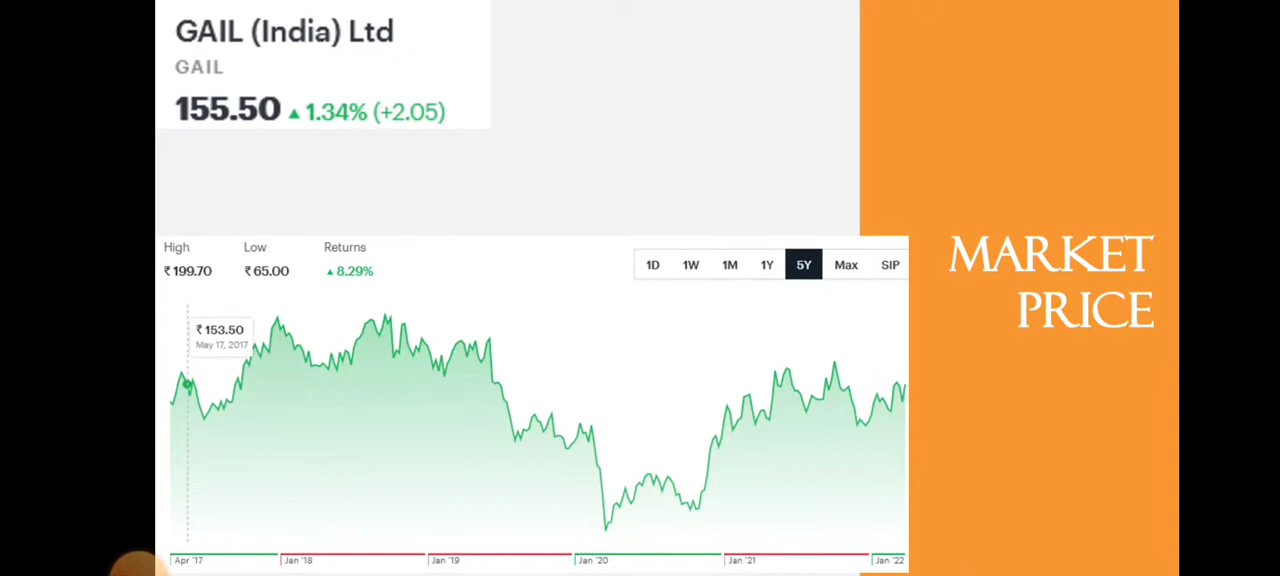 GAIL (India) Ltd
GAIL
155.50 ▲ 1.34% (+2.05)
MARKET
PRICE
High Low Returns
₹199.70 ₹65.00 ▲ 8.29%
1D 1W 1M 1Y 5Y Max SIP
₹153.50
May 17, 2017
Apr '17 Jan '18 Jan '19 Jan '20 Jan '21 Jan '22